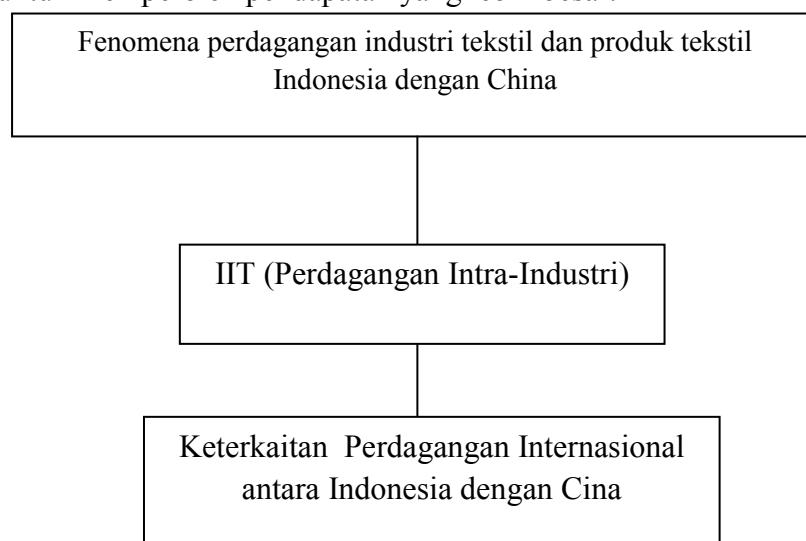 Fenomena perdagangan industri tekstil dan produk tekstil
Indonesia dengan China
IIT (Perdagangan Intra-Industri)
Keterkaitan Perdagangan Internasional
antara Indonesia dengan Cina